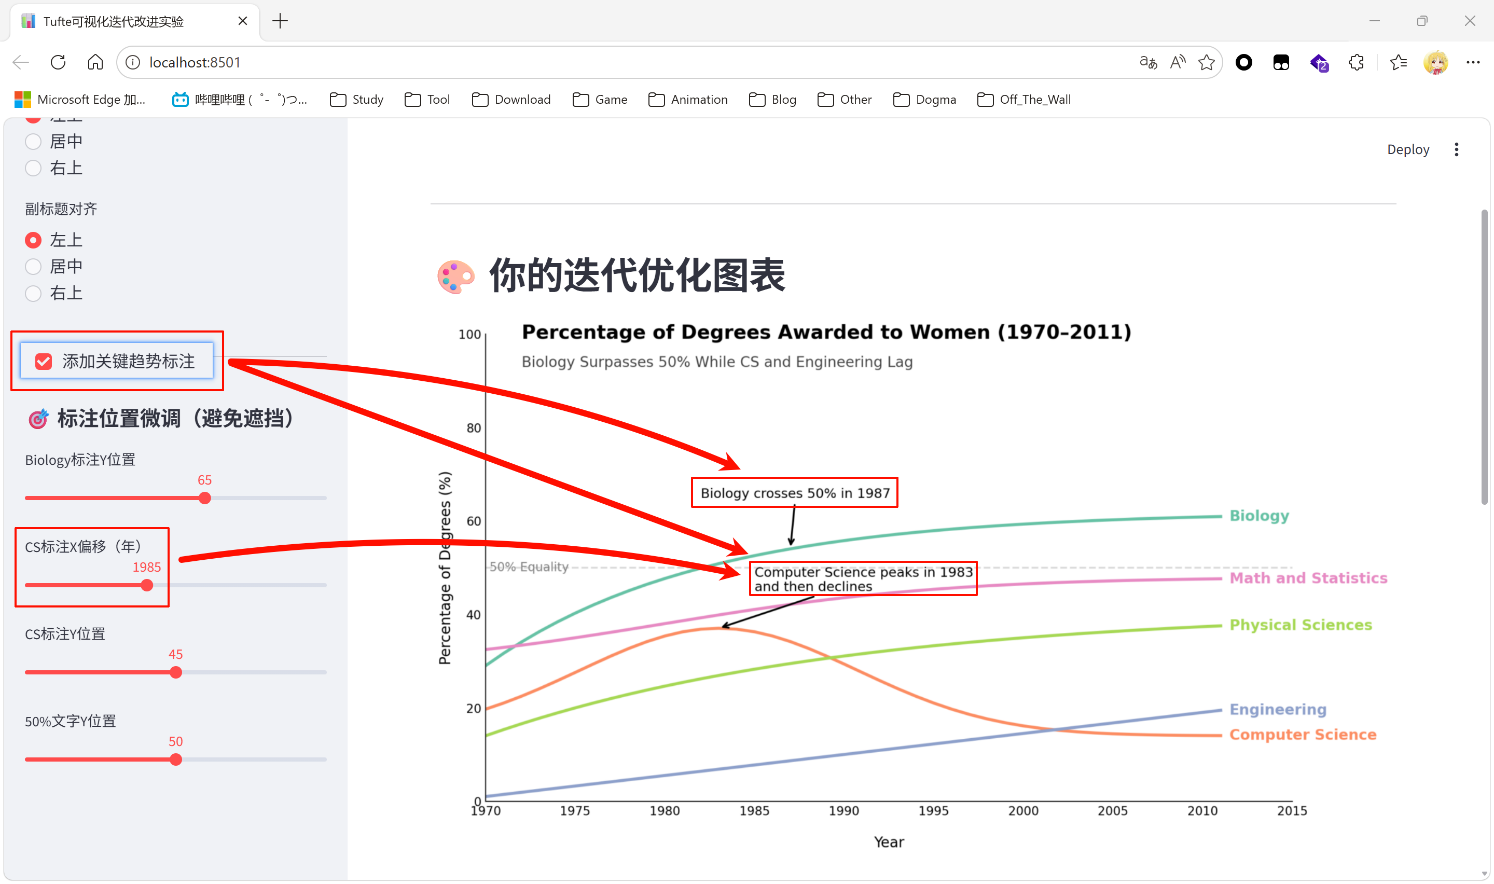 Tufte可视化迭代改进实验
localhost:8501
Microsoft Edge 加...
哔哩哔哩 (゜-゜)つ...
Study
Tool
Download
Game
Animation
Blog
Other
Dogma
Off_The_Wall
左上
居中
右上
副标题对齐
左上
居中
右上
添加关键趋势标注
🎯 标注位置微调（避免遮挡）
Biology标注Y位置
65
CS标注X偏移（年）
1985
CS标注Y位置
45
50%文字Y位置
50
Deploy
🎨 你的迭代优化图表
Percentage of Degrees Awarded to Women (1970–2011)
Biology Surpasses 50% While CS and Engineering Lag
Percentage of Degrees (%)
100
80
60
40
20
0
50% Equality
Biology crosses 50% in 1987
Computer Science peaks in 1983
and then declines
Biology
Math and Statistics
Physical Sciences
Engineering
Computer Science
1970
1975
1980
1985
1990
1995
2000
2005
2010
2015
Year